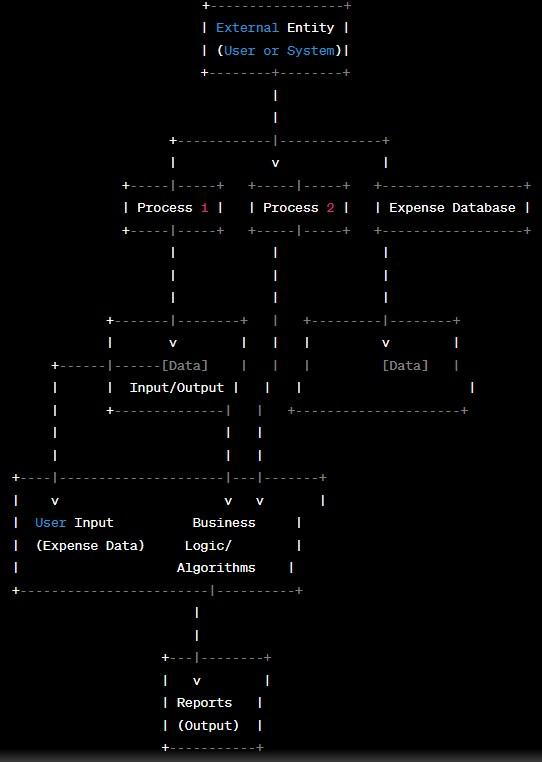 +-----------------+
| External Entity |
| (User or System)|
+--------+--------+
|
|
+------------|-------------+
| v |
+-----|-----+ +-----|-----+ +------------------+
| Process 1 | | Process 2 | | Expense Database |
+-----|-----+ +-----|-----+ +------------------+
| | |
| | |
| | |
+-------|--------+ | +---------|--------+
| v | | | v |
+------|------[Data] | | | [Data] |
| | Input/Output | | | |
| +--------------| | +---------------------+
| | |
| | |
+----|---------------------|---|-------+
| v v v |
| User Input Business |
| (Expense Data) Logic/ |
| Algorithms |
+------------------------|----------+
|
|
+---|--------+
| v |
| Reports |
| (Output) |
+-----------+